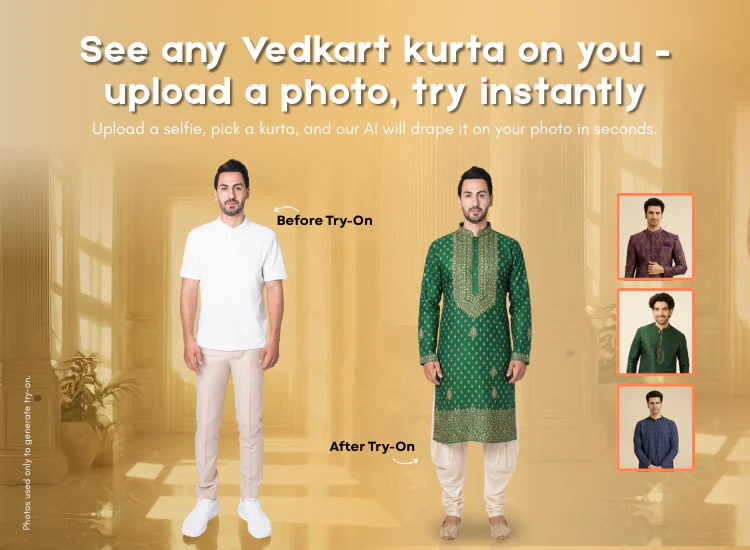 See any Vedkart kurta on you -
upload a photo, try instantly
Upload a selfie, pick a kurta, and our AI will drape it on your photo in seconds.
Before Try-On
After Try-On
Photos used only to generate try-on.